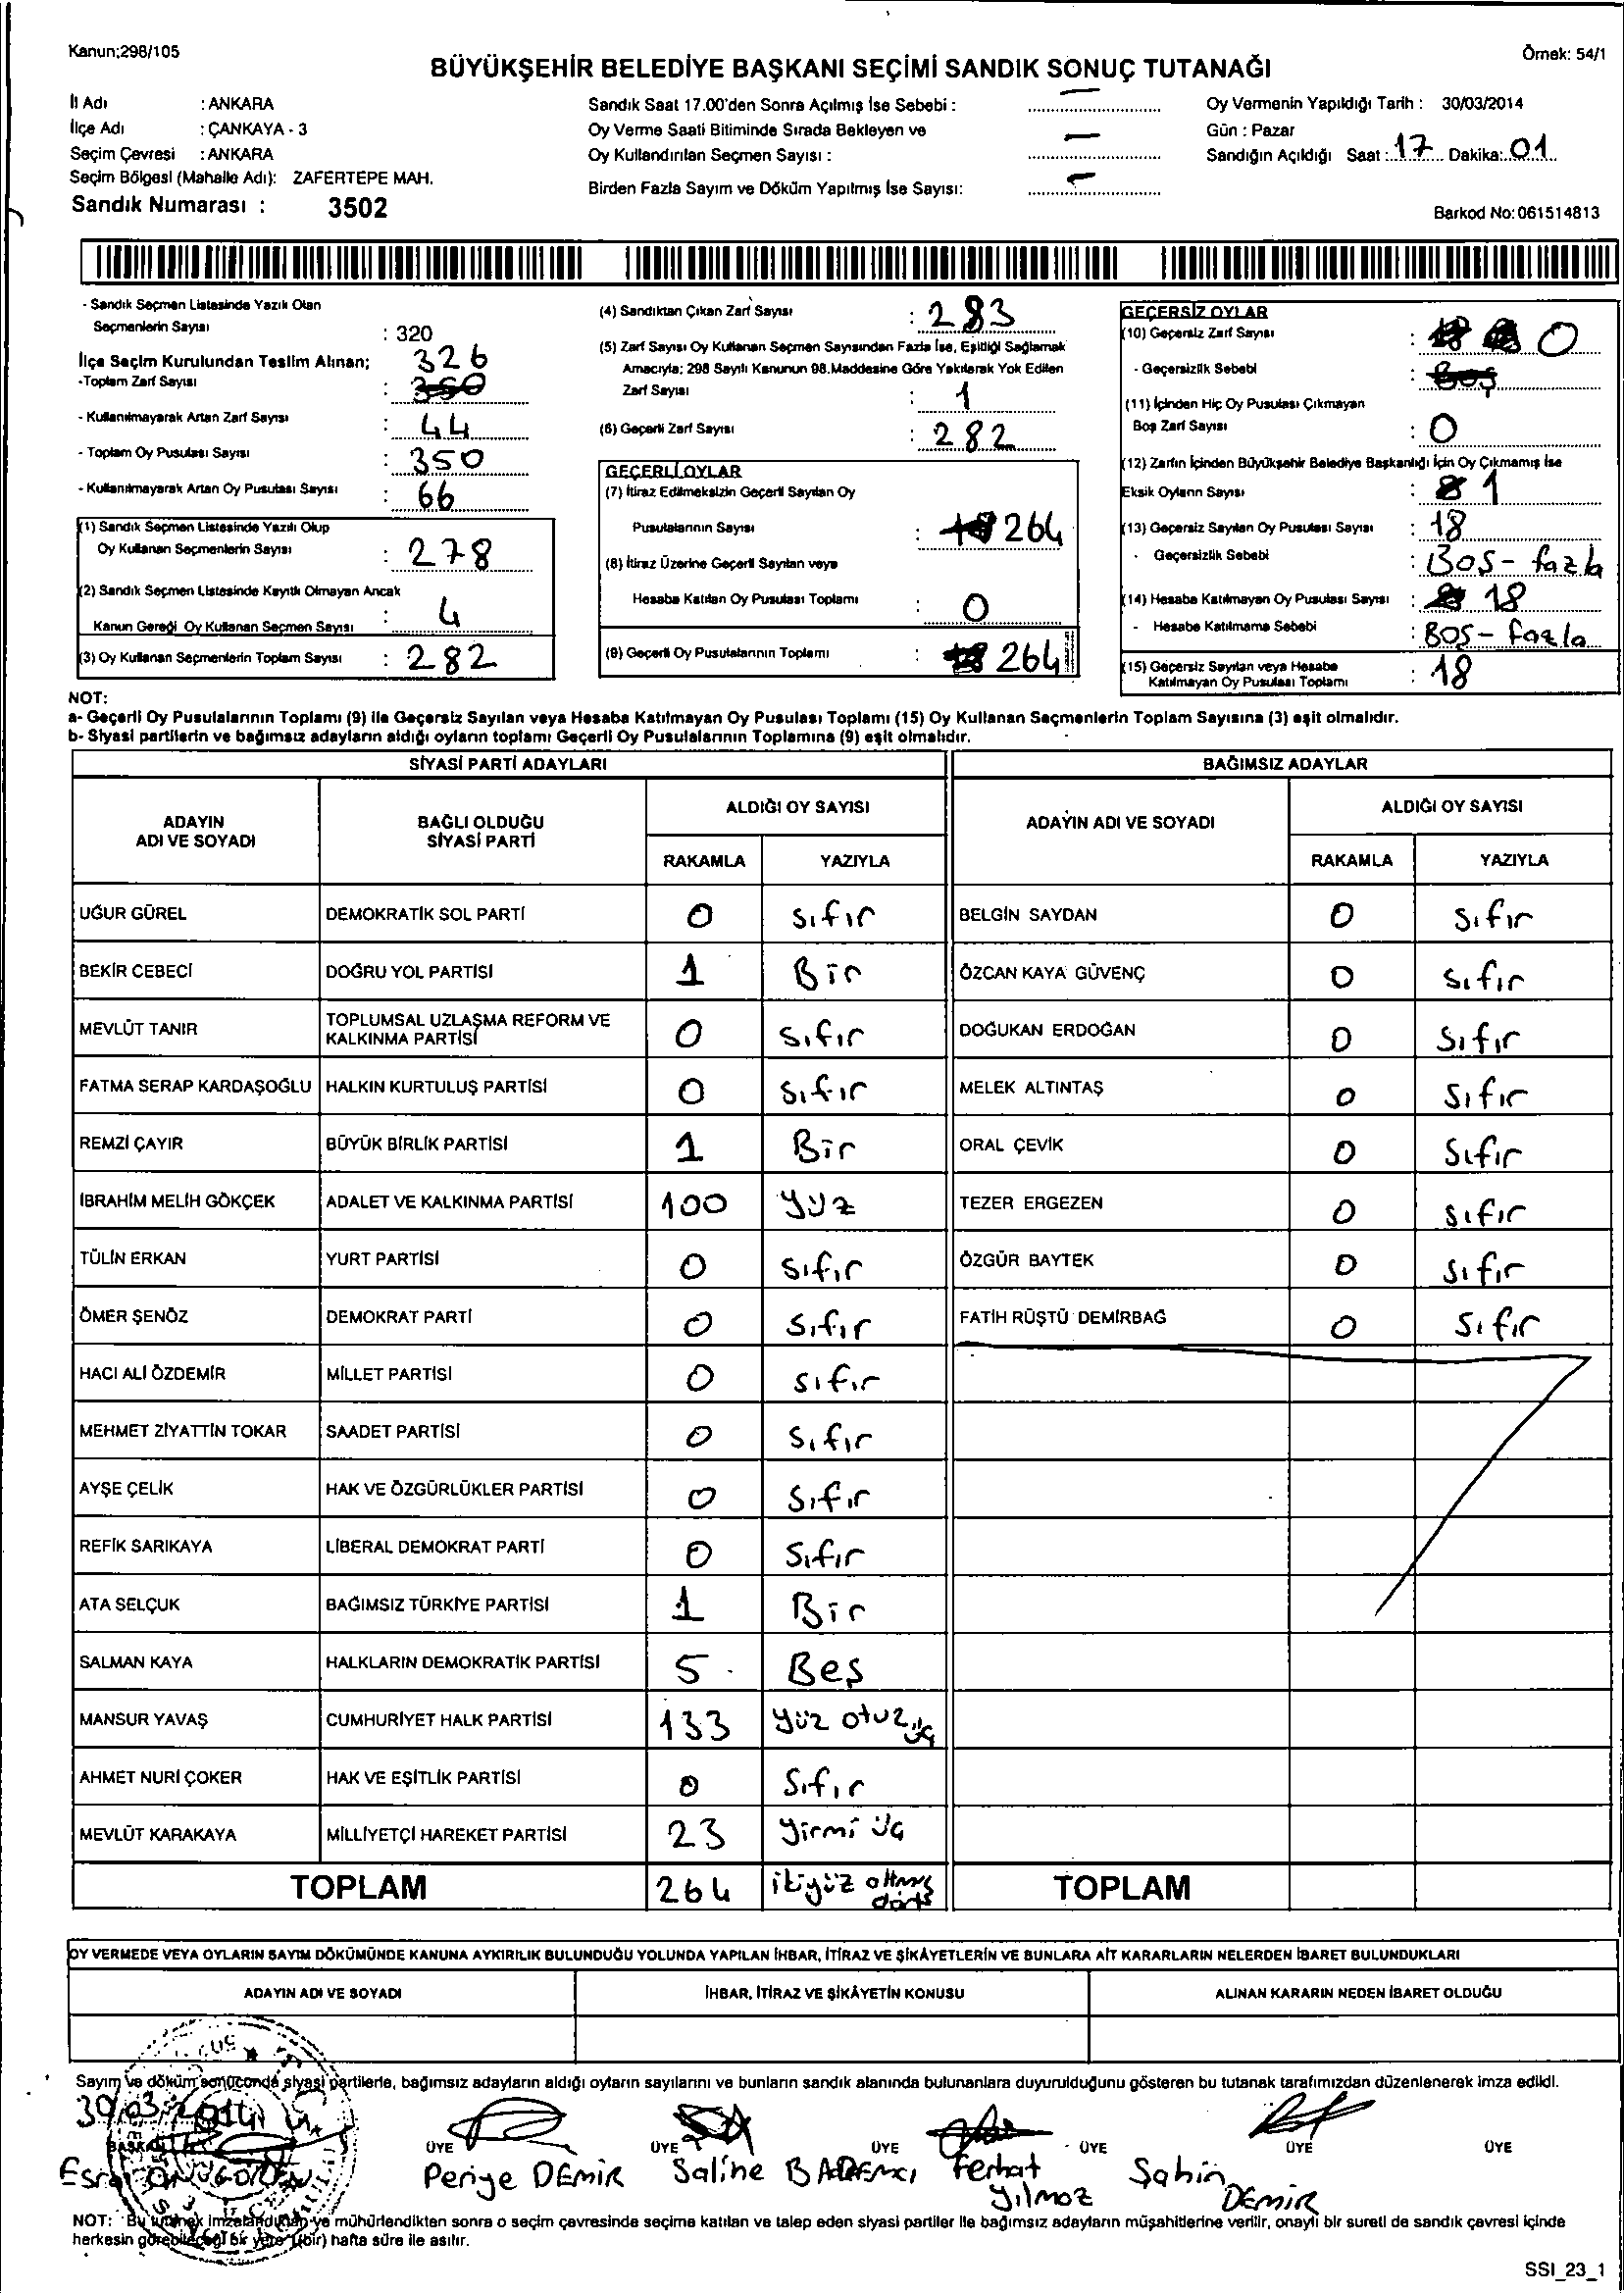 Kanun:298/105
Örnek: 54/1
BÜYÜKŞEHİR BELEDİYE BAŞKANI SEÇİMİ SANDIK SONUÇ TUTANAĞI
İl Adı : ANKARA
İlçe Adı : ÇANKAYA - 3
Seçim Çevresi : ANKARA
Seçim Bölgesi (Mahalle Adı): ZAFERTEPE MAH.
Sandık Numarası : 3502
Sandık Saat 17.00'den Sonra Açılmış İse Sebebi : —
Oy Verme Saati Bitiminde Sırada Bekleyen ve
Oy Kullandırılan Seçmen Sayısı : —
Birden Fazla Sayım ve Döküm Yapılmış İse Sayısı: —
Oy Vermenin Yapıldığı Tarih : 30/03/2014
Gün : Pazar
Sandığın Açıldığı Saat : 17 Dakika: 01
Barkod No: 061514813
- Sandık Seçmen Listesinde Yazılı Olan
Seçmenlerin Sayısı : 320
İlçe Seçim Kurulundan Teslim Alınan; 326
-Toplam Zarf Sayısı : 350
- Kullanılmayarak Artan Zarf Sayısı : 44
- Toplam Oy Pusulası Sayısı : 350
- Kullanılmayarak Artan Oy Pusulası Sayısı : 66
(1) Sandık Seçmen Listesinde Yazılı Olup
Oy Kullanan Seçmenlerin Sayısı : 278
(2) Sandık Seçmen Listesinde Kayıtlı Olmayan Ancak
Kanun Gereği Oy Kullanan Seçmen Sayısı : 4
(3) Oy Kullanan Seçmenlerin Toplam Sayısı : 282
(4) Sandıktan Çıkan Zarf Sayısı : 283
(5) Zarf Sayısı Oy Kullanan Seçmen Sayısından Fazla İse, Eşitliği Sağlamak
Amacıyla; 298 Sayılı Kanunun 98.Maddesine Göre Yakılarak Yok Edilen
Zarf Sayısı : 1
(6) Geçerli Zarf Sayısı : 282
GEÇERLİ OYLAR
(7) İtiraz Edilmeksizin Geçerli Sayılan Oy
Pusulalarının Sayısı : 264
(8) İtiraz Üzerine Geçerli Sayılan veya
Hesaba Katılan Oy Pusulası Toplamı : 0
(9) Geçerli Oy Pusulalarının Toplamı : 264
GEÇERSİZ OYLAR
(10) Geçersiz Zarf Sayısı : 0
- Geçersizlik Sebebi : Boş
(11) İçinden Hiç Oy Pusulası Çıkmayan
Boş Zarf Sayısı : 0
(12) Zarfın İçinden Büyükşehir Belediye Başkanlığı İçin Oy Çıkmamış İse
Eksik Oyların Sayısı : 1
(13) Geçersiz Sayılan Oy Pusulası Sayısı : 18
- Geçersizlik Sebebi : BOŞ - fazla
(14) Hesaba Katılmayan Oy Pusulası Sayısı : 18
- Hesaba Katılmama Sebebi : BOŞ - fazla
(15) Geçersiz Sayılan veya Hesaba
Katılmayan Oy Pusulası Toplamı : 18
NOT:
a- Geçerli Oy Pusulalarının Toplamı (9) ile Geçersiz Sayılan veya Hesaba Katılmayan Oy Pusulası Toplamı (15) Oy Kullanan Seçmenlerin Toplam Sayısına (3) eşit olmalıdır.
b- Siyasi partilerin ve bağımsız adayların aldığı oyların toplamı Geçerli Oy Pusulalarının Toplamına (9) eşit olmalıdır.
SİYASİ PARTİ ADAYLARI BAĞIMSIZ ADAYLAR
ADAYIN ADI VE SOYADI BAĞLI OLDUĞU SİYASİ PARTİ ALDIĞI OY SAYISI ADAYIN ADI VE SOYADI ALDIĞI OY SAYISI
RAKAMLA YAZIYLA RAKAMLA YAZIYLA
UĞUR GÜREL DEMOKRATİK SOL PARTİ 0 sıfır BELGİN SAYDAN 0 sıfır
BEKİR CEBECİ DOĞRU YOL PARTİSİ 1 Bir ÖZCAN KAYA GÜVENÇ 0 sıfır
MEVLÜT TANIR TOPLUMSAL UZLAŞMA REFORM VE KALKINMA PARTİSİ 0 sıfır DOĞUKAN ERDOĞAN 0 sıfır
FATMA SERAP KARDAŞOĞLU HALKIN KURTULUŞ PARTİSİ 0 sıfır MELEK ALTINTAŞ 0 sıfır
REMZİ ÇAYIR BÜYÜK BİRLİK PARTİSİ 1 Bir ORAL ÇEVİK 0 sıfır
İBRAHİM MELİH GÖKÇEK ADALET VE KALKINMA PARTİSİ 100 yüz TEZER ERGEZEN 0 sıfır
TÜLİN ERKAN YURT PARTİSİ 0 sıfır ÖZGÜR BAYTEK 0 sıfır
ÖMER ŞENÖZ DEMOKRAT PARTİ 0 sıfır FATİH RÜŞTÜ DEMİRBAĞ 0 sıfır
HACI ALİ ÖZDEMİR MİLLET PARTİSİ 0 sıfır
MEHMET ZİYATTİN TOKAR SAADET PARTİSİ 0 sıfır
AYŞE ÇELİK HAK VE ÖZGÜRLÜKLER PARTİSİ 0 sıfır
REFİK SARIKAYA LİBERAL DEMOKRAT PARTİ 0 sıfır
ATA SELÇUK BAĞIMSIZ TÜRKİYE PARTİSİ 1 Bir
SALMAN KAYA HALKLARIN DEMOKRATİK PARTİSİ 5 Beş
MANSUR YAVAŞ CUMHURİYET HALK PARTİSİ 133 yüz otuz üç
AHMET NURİ ÇOKER HAK VE EŞİTLİK PARTİSİ 0 sıfır
MEVLÜT KARAKAYA MİLLİYETÇİ HAREKET PARTİSİ 23 yirmi üç
TOPLAM 264 ikiyüz altmış dört TOPLAM
OY VERMEDE VEYA OYLARIN SAYIM DÖKÜMÜNDE KANUNA AYKIRILIK BULUNDUĞU YOLUNDA YAPILAN İHBAR, İTİRAZ VE ŞİKÂYETLERİN VE BUNLARA AİT KARARLARIN NELERDEN İBARET BULUNDUKLARI
ADAYIN ADI VE SOYADI İHBAR, İTİRAZ VE ŞİKÂYETİN KONUSU ALINAN KARARIN NEDEN İBARET OLDUĞU
Sayım ve döküm sonucunda siyasi partilerle, bağımsız adayların aldığı oyların sayılarını ve bunların sandık alanında bulunanlara duyurulduğunu gösteren bu tutanak tarafımızdan düzenlenerek imza edildi.
30/03/2014
BAŞKAN ÜYE ÜYE ÜYE ÜYE ÜYE ÜYE
Esra Periye DEMİR Saline BADEMCİ Ferhat Yılmaz Şahin DEMİR
NOT: Bu tutanak imzalandıktan ve mühürlendikten sonra o seçim çevresinde seçime katılan ve talep eden siyasi partiler ile bağımsız adayların müşahitlerine verilir, onaylı bir sureti de sandık çevresi içinde
herkesin görebileceği bir yere 1(bir) hafta süre ile asılır.
SSI_23_1